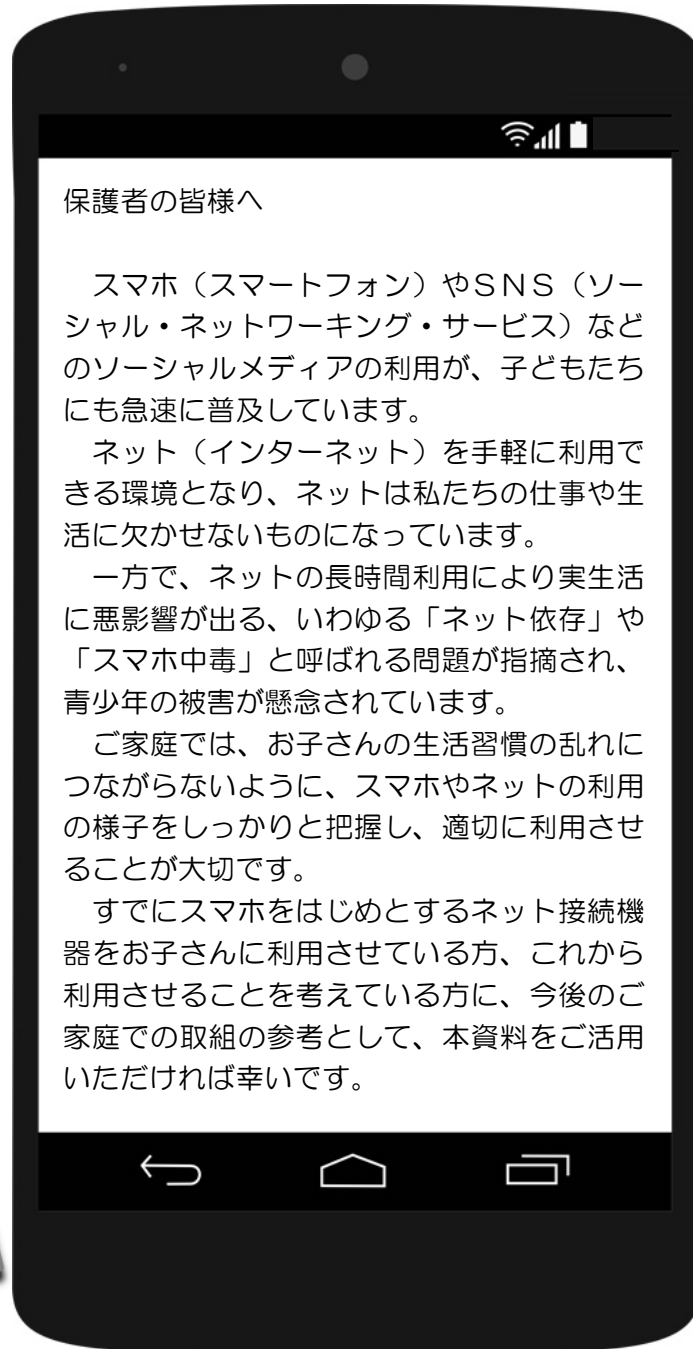 保護者の皆様へ
　スマホ（スマートフォン）やＳＮＳ（ソー
シャル・ネットワーキング・サービス）など
のソーシャルメディアの利用が、子どもたち
にも急速に普及しています。
　ネット（インターネット）を手軽に利用で
きる環境となり、ネットは私たちの仕事や生
活に欠かせないものになっています。
　一方で、ネットの長時間利用により実生活
に悪影響が出る、いわゆる「ネット依存」や
「スマホ中毒」と呼ばれる問題が指摘され、
青少年の被害が懸念されています。
　ご家庭では、お子さんの生活習慣の乱れに
つながらないように、スマホやネットの利用
の様子をしっかりと把握し、適切に利用させ
ることが大切です。
　すでにスマホをはじめとするネット接続機
器をお子さんに利用させている方、これから
利用させることを考えている方に、今後のご
家庭での取組の参考として、本資料をご活用
いただければ幸いです。